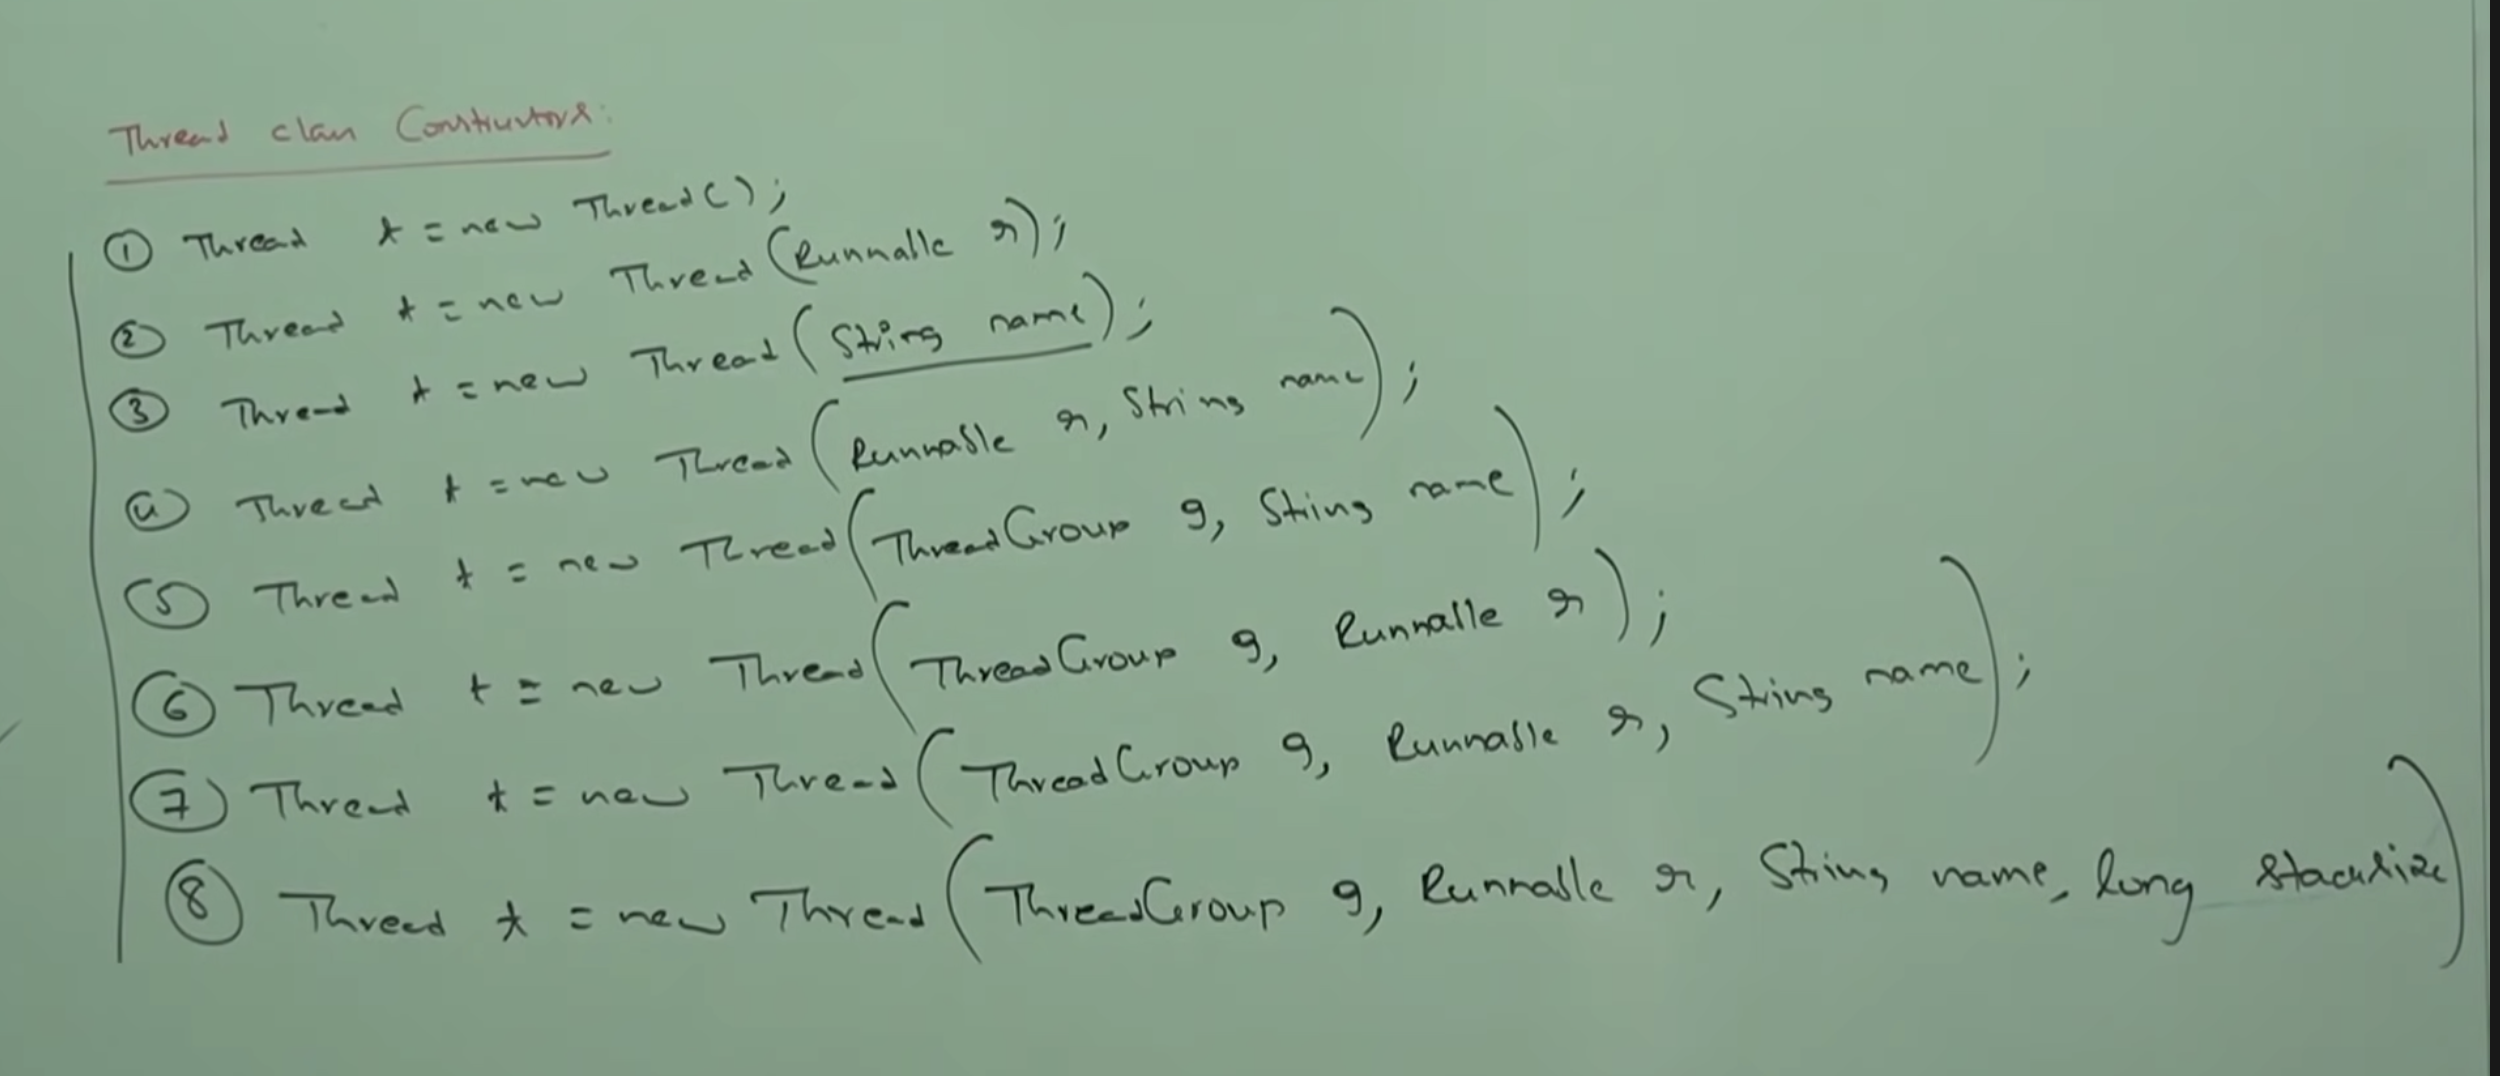 Thread class Constructors:
① Thread t = new Thread();
② Thread t = new Thread(Runnable r);
③ Thread t = new Thread(String name);
④ Thread t = new Thread(Runnable r, String name);
⑤ Thread t = new Thread(ThreadGroup g, String name);
⑥ Thread t = new Thread(ThreadGroup g, Runnable r);
⑦ Thread t = new Thread(ThreadGroup g, Runnable r, String name);
⑧ Thread t = new Thread(ThreadGroup g, Runnable r, String name, long stacksize)